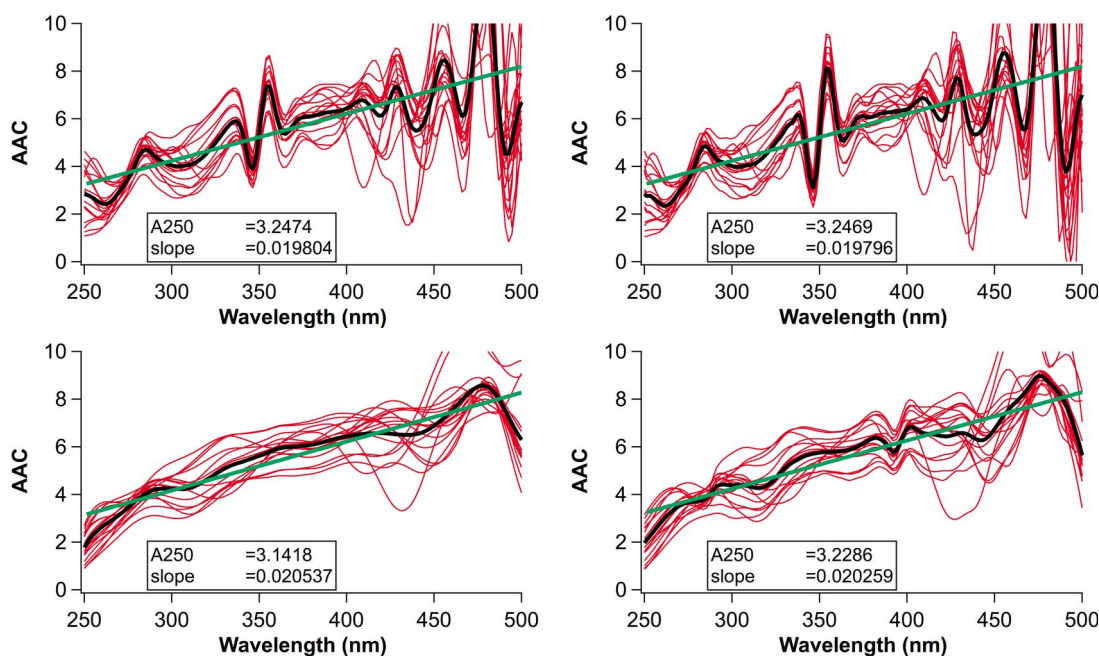 10
8
6
4
2
0
AAC
A250 =3.2474
slope =0.019804
250 300 350 400 450 500
Wavelength (nm)
10
8
6
4
2
0
AAC
A250 =3.2469
slope =0.019796
250 300 350 400 450 500
Wavelength (nm)
10
8
6
4
2
0
AAC
A250 =3.1418
slope =0.020537
250 300 350 400 450 500
Wavelength (nm)
10
8
6
4
2
0
AAC
A250 =3.2286
slope =0.020259
250 300 350 400 450 500
Wavelength (nm)